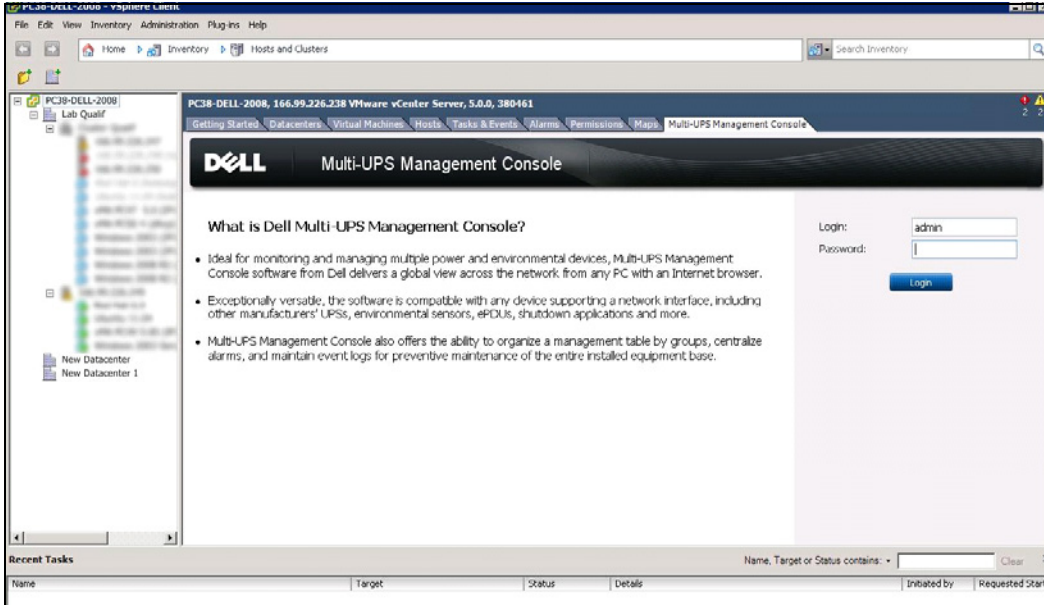 PC38-DELL-2008 - vSphere Client
File Edit View Inventory Administration Plug-ins Help
Home Inventory Hosts and Clusters
Search Inventory
PC38-DELL-2008
Lab Qualif
New Datacenter
New Datacenter 1
PC38-DELL-2008, 166.99.226.238 VMware vCenter Server, 5.0.0, 380461
2 2
Getting Started Datacenters Virtual Machines Hosts Tasks & Events Alarms Permissions Maps Multi-UPS Management Console
DELL Multi-UPS Management Console
What is Dell Multi-UPS Management Console?
• Ideal for monitoring and managing multiple power and environmental devices, Multi-UPS Management
Console software from Dell delivers a global view across the network from any PC with an Internet browser.
• Exceptionally versatile, the software is compatible with any device supporting a network interface, including
other manufacturers' UPSs, environmental sensors, ePDUs, shutdown applications and more.
• Multi-UPS Management Console also offers the ability to organize a management table by groups, centralize
alarms, and maintain event logs for preventive maintenance of the entire installed equipment base.
Login: admin
Password:
Login
Recent Tasks
Name, Target or Status contains:
Clear
Name Target Status Details Initiated by Requested Start